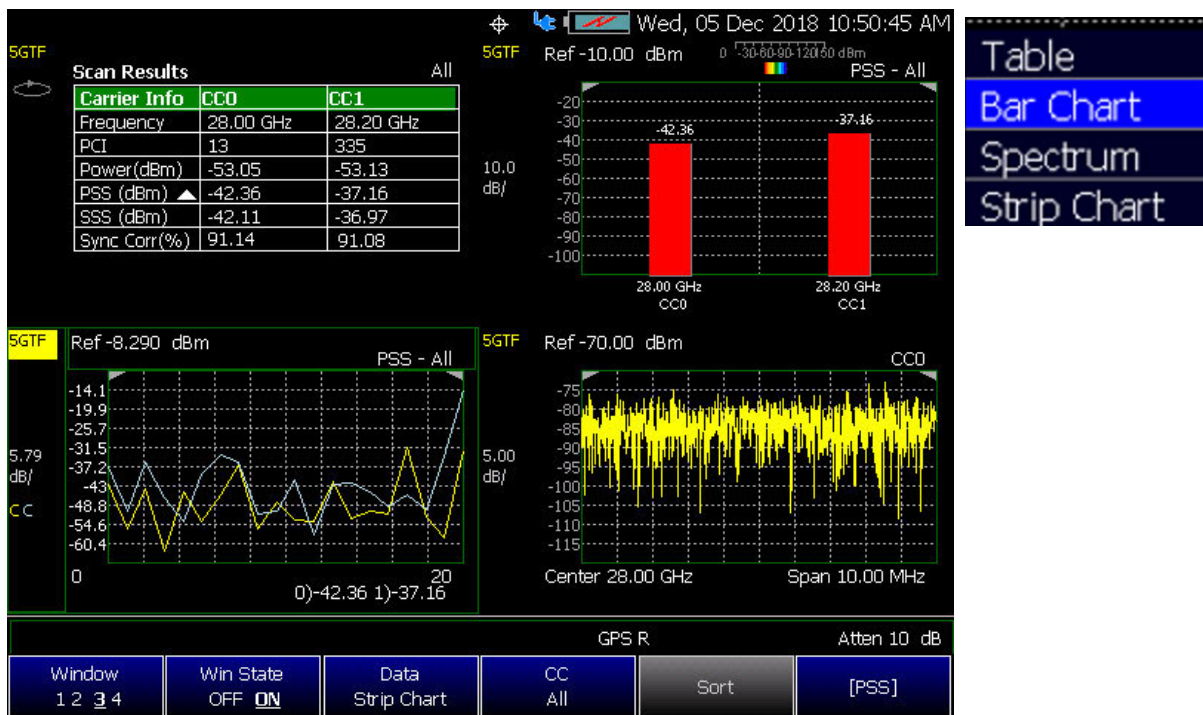 Wed, 05 Dec 2018 10:50:45 AM
5GTF
Scan Results All
Carrier Info CC0 CC1
Frequency 28.00 GHz 28.20 GHz
PCI 13 335
Power(dBm) -53.05 -53.13
PSS (dBm) -42.36 -37.16
SSS (dBm) -42.11 -36.97
Sync Corr(%) 91.14 91.08
5GTF Ref -10.00 dBm
PSS - All
10.0
dB/
-20
-30
-40
-50
-60
-70
-80
-90
-100
-42.36
-37.16
28.00 GHz 28.20 GHz
CC0 CC1
5GTF Ref -8.290 dBm
PSS - All
5.79
dB/
CC
-14.1
-19.9
-25.7
-31.5
-37.2
-43
-48.8
-54.6
-60.4
0 20
0)-42.36 1)-37.16
5GTF Ref -70.00 dBm
CC0
5.00
dB/
-75
-80
-85
-90
-95
-100
-105
-110
-115
Center 28.00 GHz Span 10.00 MHz
GPS R Atten 10 dB
Window
1 2 3 4
Win State
OFF ON
Data
Strip Chart
CC
All
Sort
[PSS]
Table
Bar Chart
Spectrum
Strip Chart